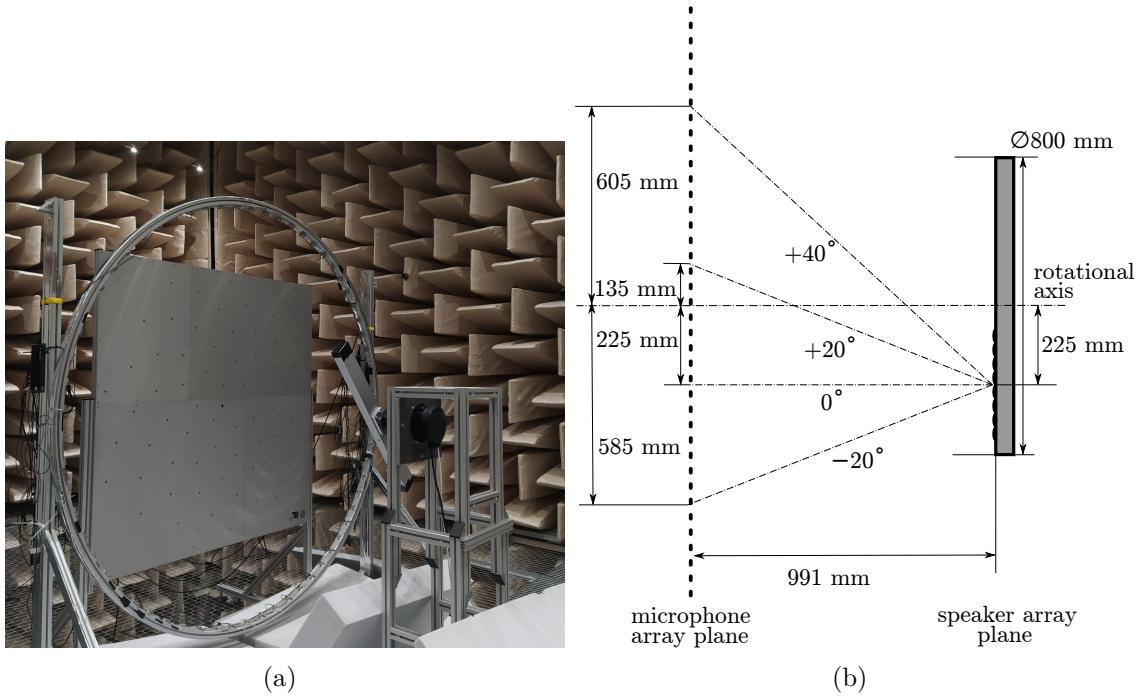 Ø800 mm
605 mm
+40°
rotational
axis
135 mm
225 mm
+20°
225 mm
0°
585 mm
−20°
991 mm
microphone
array plane
speaker array
plane
(a)
(b)